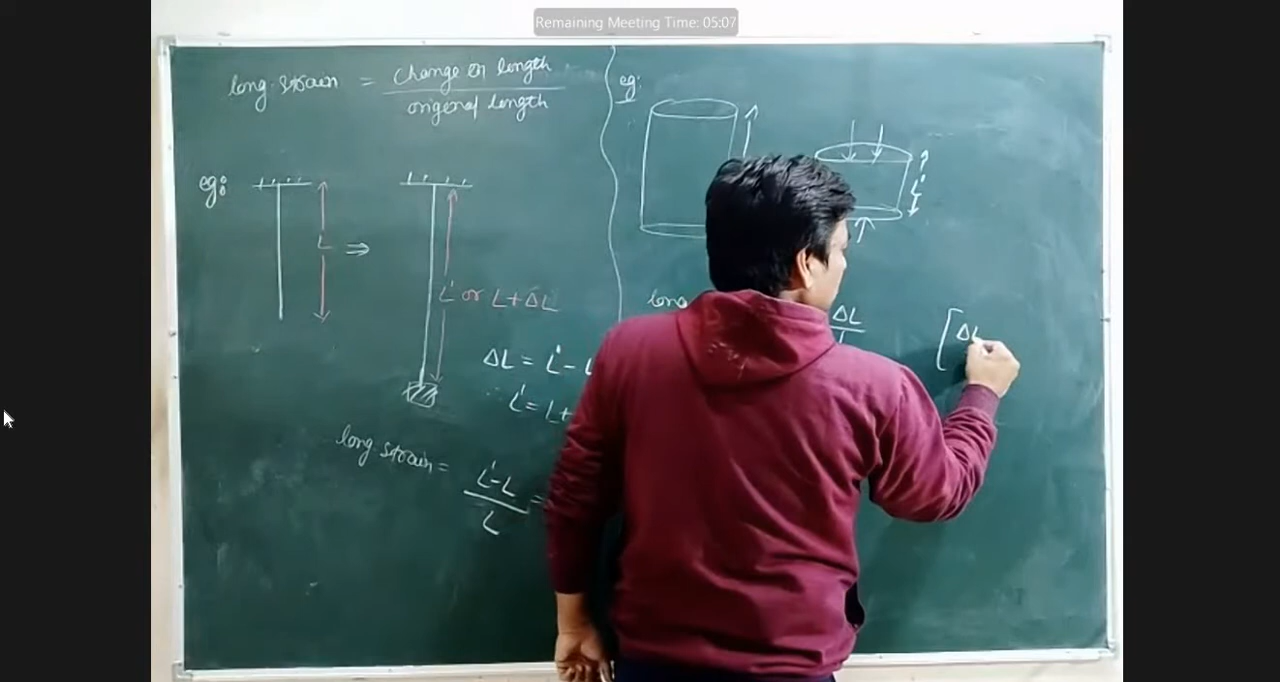 Remaining Meeting Time: 05:07
long. strain = change in length
original length
eg:
L
⇒
L' or L+ΔL
ΔL = L' - L
∴ L' = L+
long. strain =
L'-L
L
=
eg:
L'
long
ΔL
[ΔL